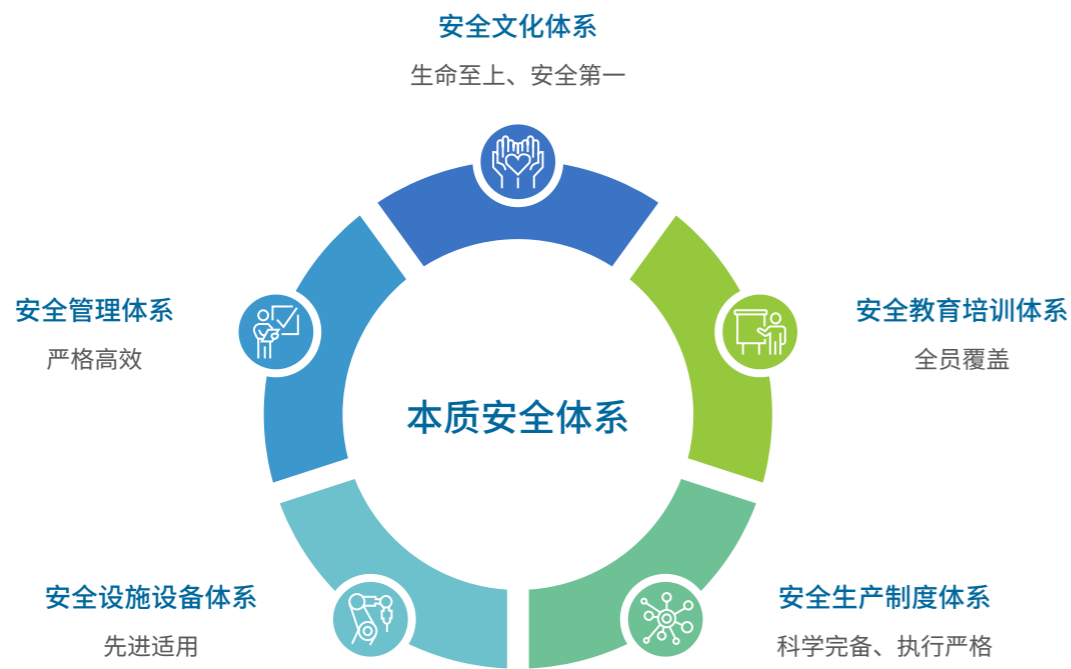 安全文化体系
生命至上、安全第一
安全管理体系
严格高效
安全教育培训体系
全员覆盖
本质安全体系
安全设施设备体系
先进适用
安全生产制度体系
科学完备、执行严格